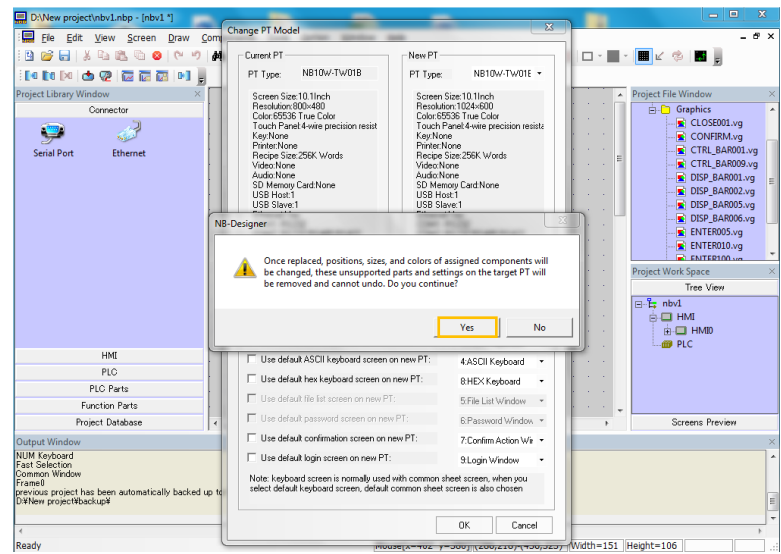 D:\New project\nbv1.nbp - [nbv1 *]
File Edit View Screen Draw
Project Library Window
Connector
Serial Port Ethernet
HMI
PLC
PLC Parts
Function Parts
Project Database
Change PT Model
Current PT
PT Type: NB10W-TW01B
Screen Size:10.1Inch
Resolution:800×480
Color:65536 True Color
Touch Panel:4-wire precision resist
Key:None
Printer:None
Recipe Size:256K Words
Video:None
Audio:None
SD Memory Card:None
USB Host:1
USB Slave:1
New PT
PT Type: NB10W-TW01E
Screen Size:10.1Inch
Resolution:1024×600
Color:65536 True Color
Touch Panel:4-wire precision resista
Key:None
Printer:None
Recipe Size:256K Words
Video:None
Audio:None
SD Memory Card:None
USB Host:1
USB Slave:1
NB-Designer
Once replaced, positions, sizes, and colors of assigned components will
be changed, these unsupported parts and settings on the target PT will
be removed and cannot undo. Do you continue?
Yes No
Use default ASCII keyboard screen on new PT: 4:ASCII Keyboard
Use default hex keyboard screen on new PT: 8:HEX Keyboard
Use default file list screen on new PT: 5:File List Window
Use default password screen on new PT: 6:Password Window
Use default confirmation screen on new PT: 7:Confirm Action Wir
Use default login screen on new PT: 9:Login Window
Note: keyboard screen is normally used with common sheet screen, when you
select default keyboard screen, default common sheet screen is also chosen
OK Cancel
Project File Window
Graphics
CLOSE001.vg
CONFIRM.vg
CTRL_BAR001.vg
CTRL_BAR009.vg
DISP_BAR001.vg
DISP_BAR002.vg
DISP_BAR005.vg
DISP_BAR006.vg
ENTER005.vg
ENTER010.vg
ENTER100.vg
Project Work Space
Tree View
nbv1
HMI
HMI0
PLC
Screens Preview
Output Window
NUM Keyboard
Fast Selection
Common Window
Frame0
previous project has been automatically backed up to
D:¥New project¥backup¥
Ready
Width=151 Height=106